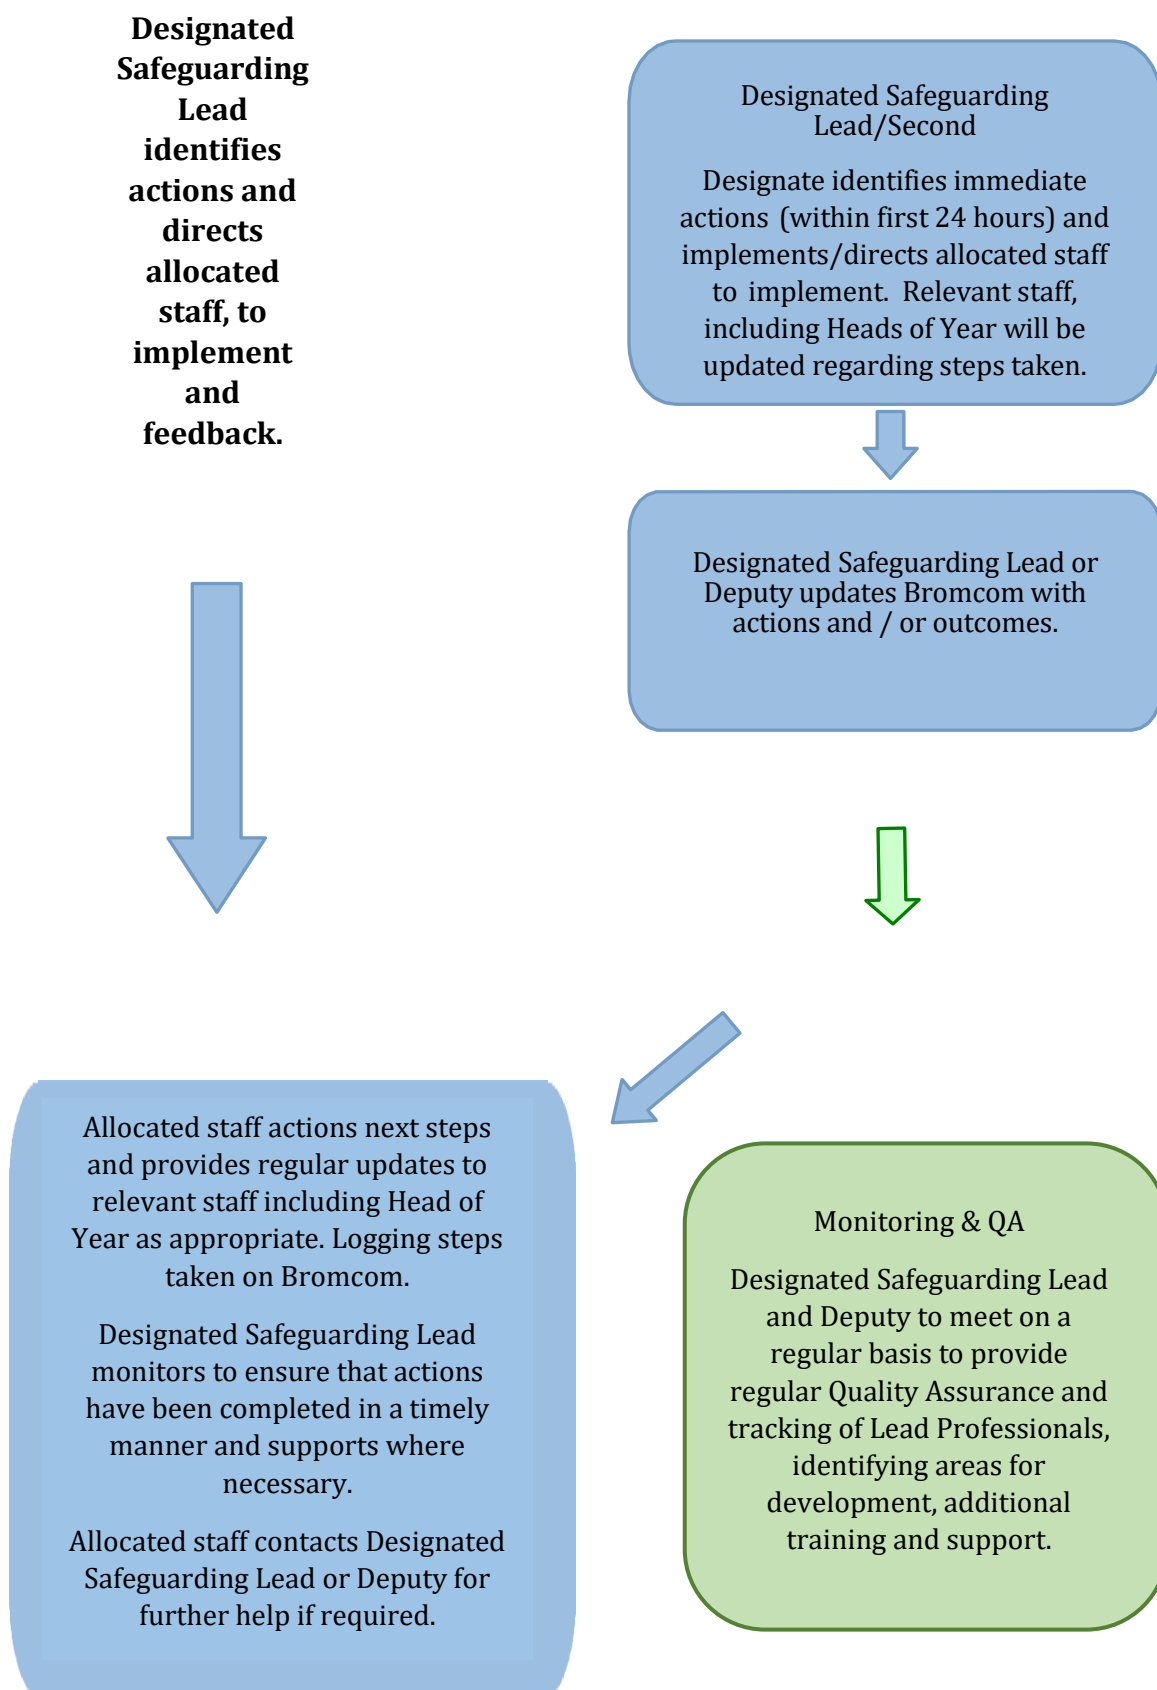 Designated
Safeguarding
Lead
identifies
actions and
directs
allocated
staff, to
implement
and
feedback.
Designated Safeguarding
Lead/Second
Designate identifies immediate
actions (within first 24 hours) and
implements/directs allocated staff
to implement. Relevant staff,
including Heads of Year will be
updated regarding steps taken.
Designated Safeguarding Lead or
Deputy updates Bromcom with
actions and / or outcomes.
Allocated staff actions next steps
and provides regular updates to
relevant staff including Head of
Year as appropriate. Logging steps
taken on Bromcom.
Designated Safeguarding Lead
monitors to ensure that actions
have been completed in a timely
manner and supports where
necessary.
Allocated staff contacts Designated
Safeguarding Lead or Deputy for
further help if required.
Monitoring & QA
Designated Safeguarding Lead
and Deputy to meet on a
regular basis to provide
regular Quality Assurance and
tracking of Lead Professionals,
identifying areas for
development, additional
training and support.